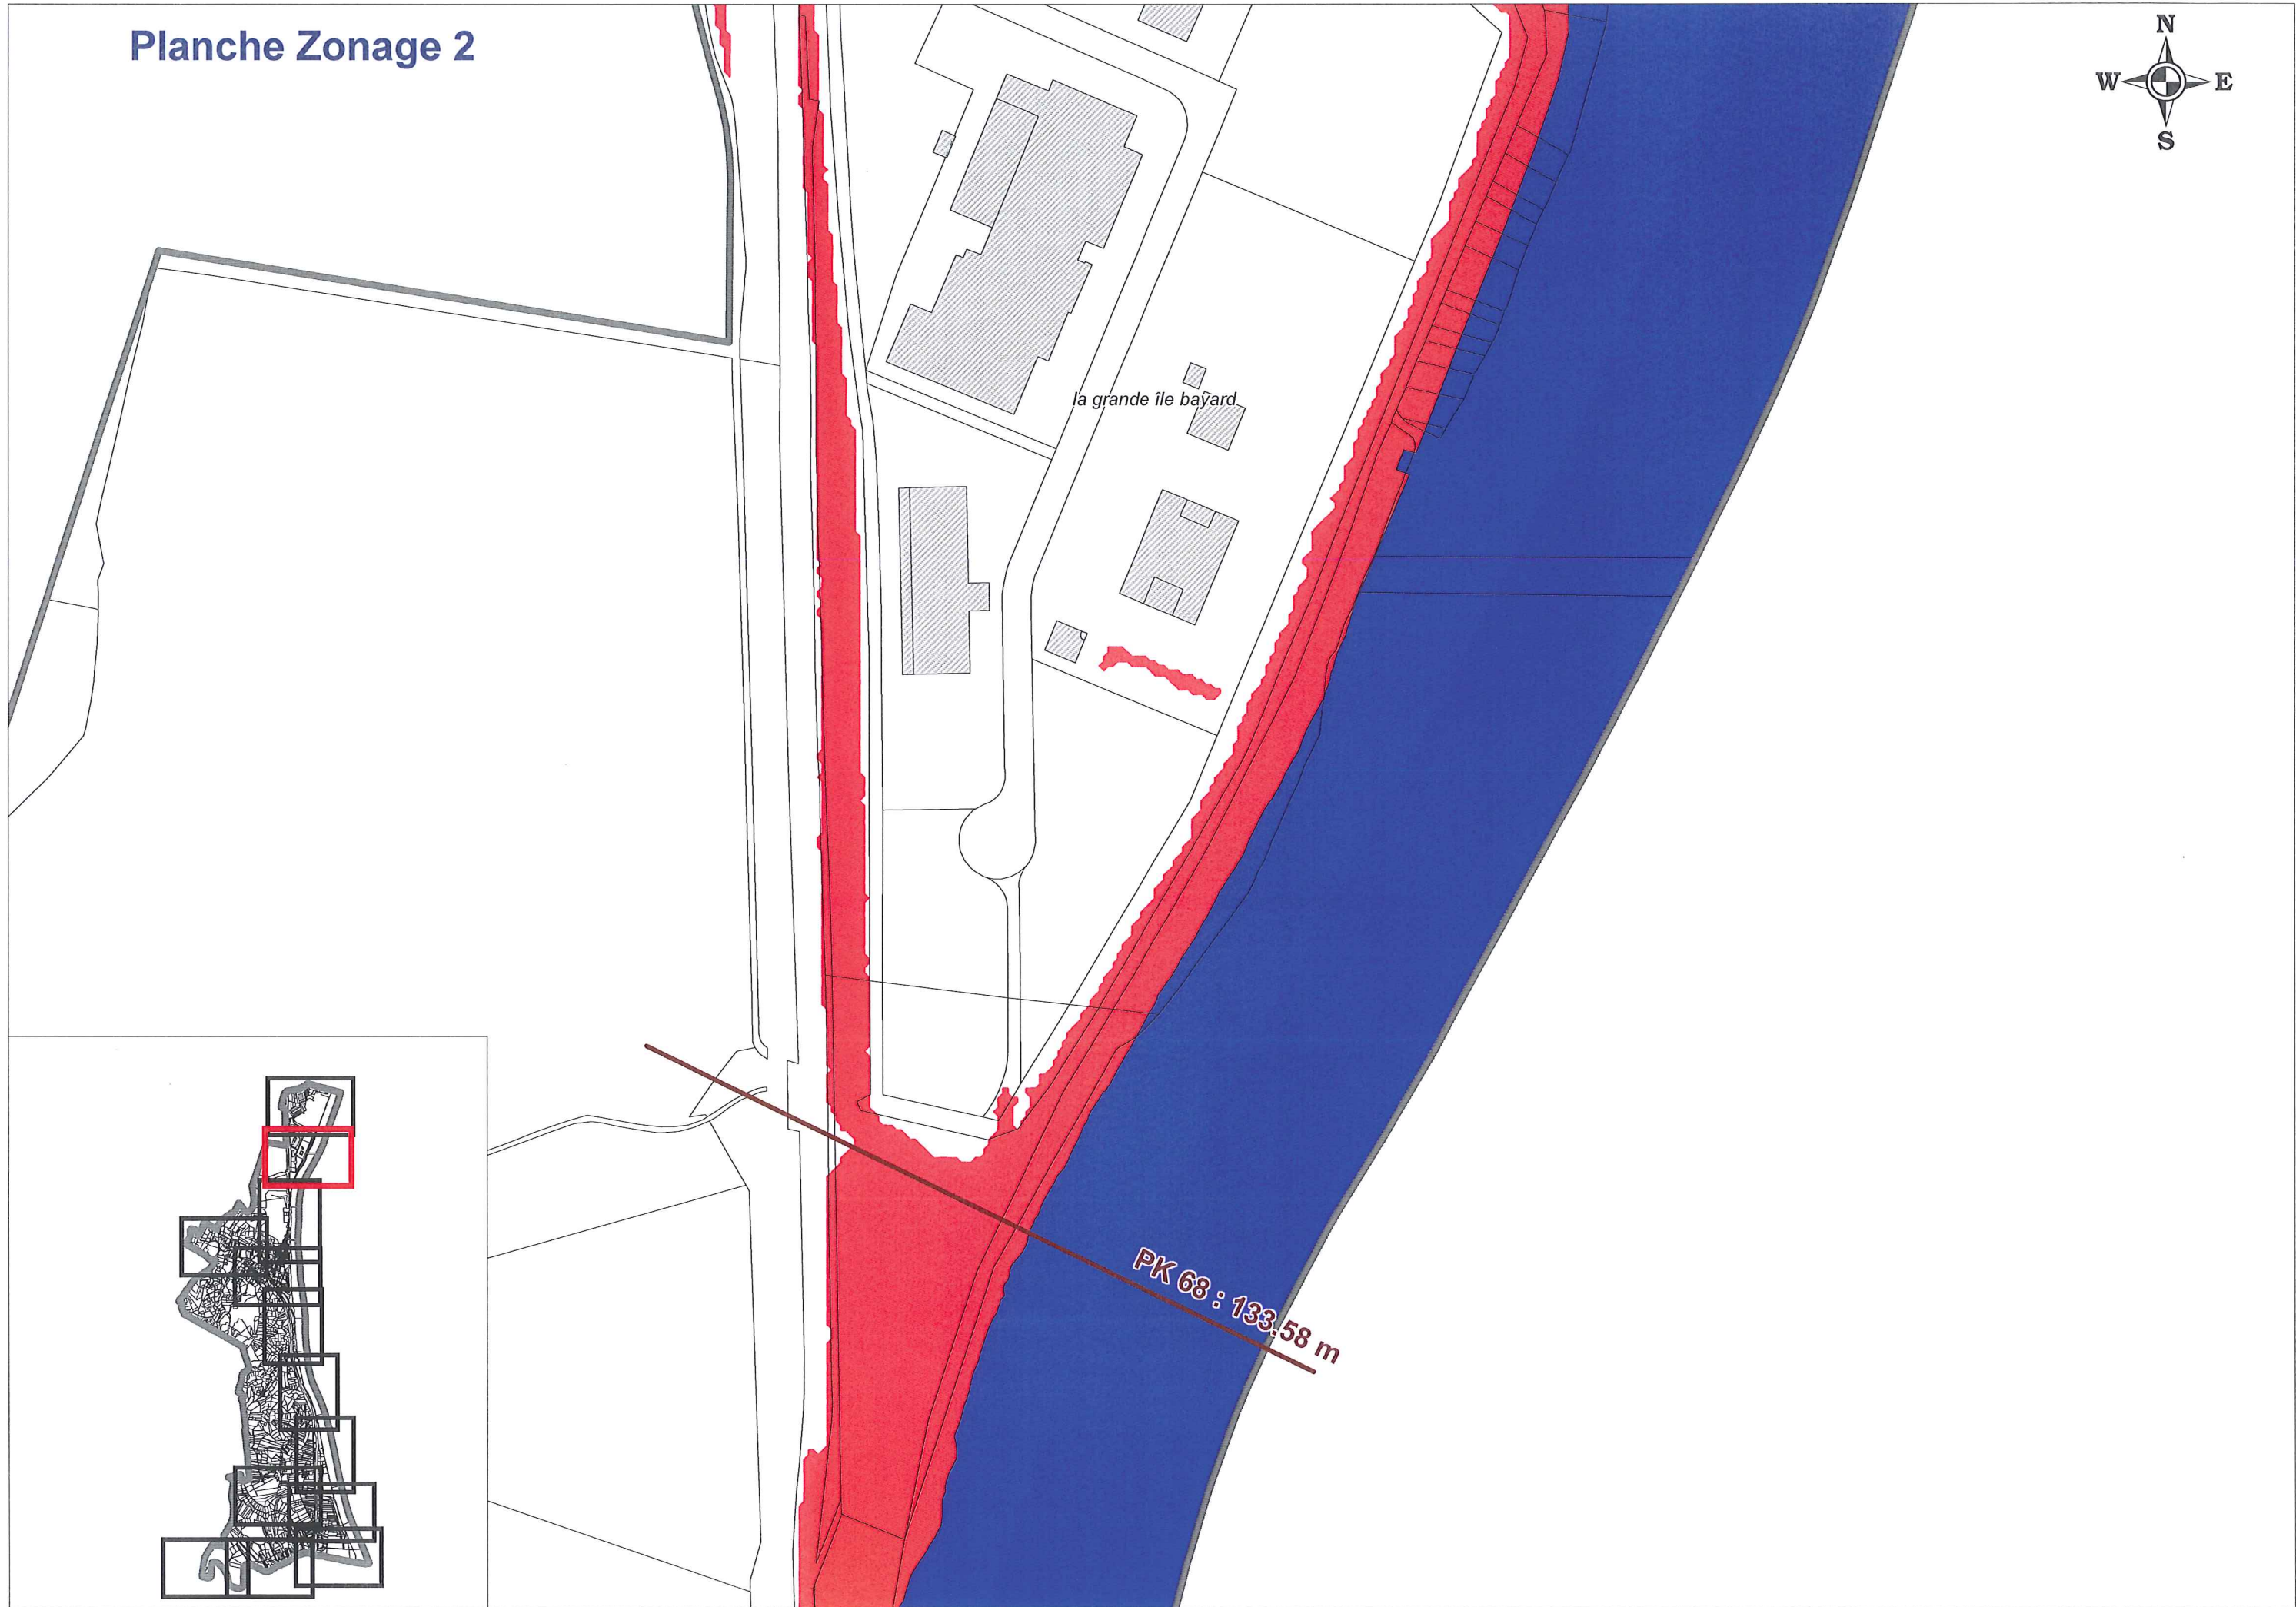 Planche Zonage 2
N
W E
S
la grande île bayard
PK 68 : 133.58 m